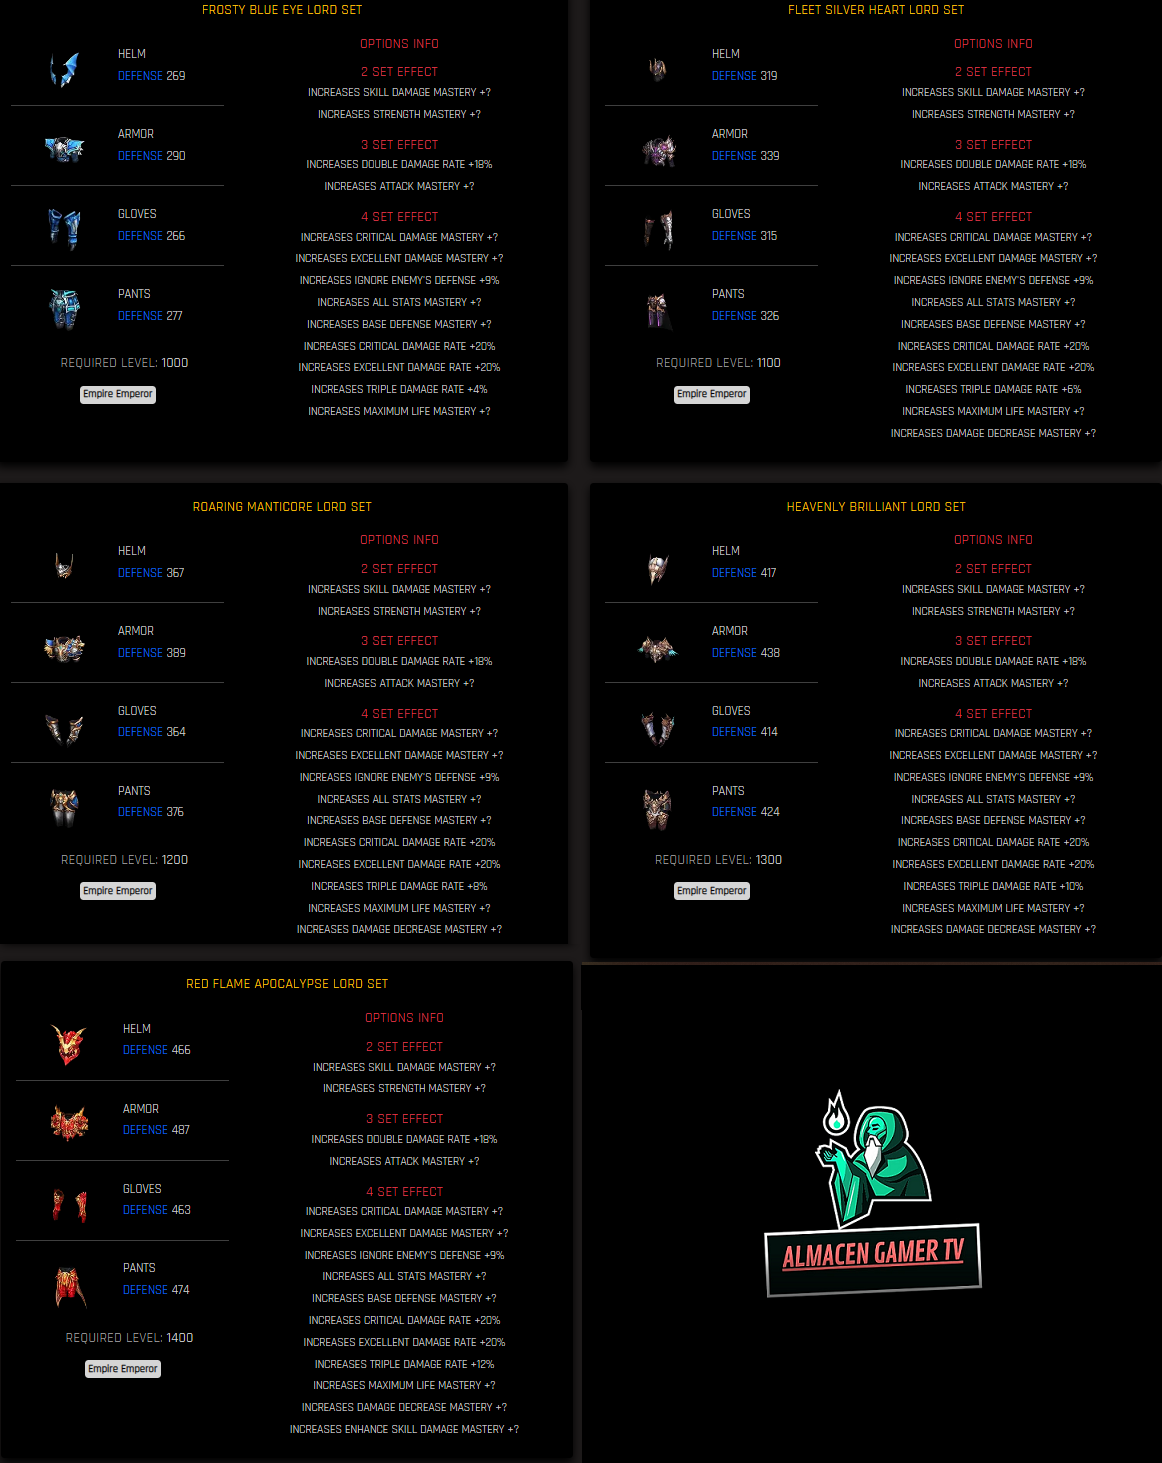 FROSTY BLUE EYE LORD SET
HELM
DEFENSE 269
ARMOR
DEFENSE 290
GLOVES
DEFENSE 266
PANTS
DEFENSE 277
REQUIRED LEVEL: 1000
Empire Emperor
OPTIONS INFO
2 SET EFFECT
INCREASES SKILL DAMAGE MASTERY +?
INCREASES STRENGTH MASTERY +?
3 SET EFFECT
INCREASES DOUBLE DAMAGE RATE +18%
INCREASES ATTACK MASTERY +?
4 SET EFFECT
INCREASES CRITICAL DAMAGE MASTERY +?
INCREASES EXCELLENT DAMAGE MASTERY +?
INCREASES IGNORE ENEMY'S DEFENSE +9%
INCREASES ALL STATS MASTERY +?
INCREASES BASE DEFENSE MASTERY +?
INCREASES CRITICAL DAMAGE RATE +20%
INCREASES EXCELLENT DAMAGE RATE +20%
INCREASES TRIPLE DAMAGE RATE +4%
INCREASES MAXIMUM LIFE MASTERY +?
FLEET SILVER HEART LORD SET
HELM
DEFENSE 319
ARMOR
DEFENSE 339
GLOVES
DEFENSE 315
PANTS
DEFENSE 326
REQUIRED LEVEL: 1100
Empire Emperor
OPTIONS INFO
2 SET EFFECT
INCREASES SKILL DAMAGE MASTERY +?
INCREASES STRENGTH MASTERY +?
3 SET EFFECT
INCREASES DOUBLE DAMAGE RATE +18%
INCREASES ATTACK MASTERY +?
4 SET EFFECT
INCREASES CRITICAL DAMAGE MASTERY +?
INCREASES EXCELLENT DAMAGE MASTERY +?
INCREASES IGNORE ENEMY'S DEFENSE +9%
INCREASES ALL STATS MASTERY +?
INCREASES BASE DEFENSE MASTERY +?
INCREASES CRITICAL DAMAGE RATE +20%
INCREASES EXCELLENT DAMAGE RATE +20%
INCREASES TRIPLE DAMAGE RATE +6%
INCREASES MAXIMUM LIFE MASTERY +?
INCREASES DAMAGE DECREASE MASTERY +?
ROARING MANTICORE LORD SET
HELM
DEFENSE 367
ARMOR
DEFENSE 389
GLOVES
DEFENSE 364
PANTS
DEFENSE 376
REQUIRED LEVEL: 1200
Empire Emperor
OPTIONS INFO
2 SET EFFECT
INCREASES SKILL DAMAGE MASTERY +?
INCREASES STRENGTH MASTERY +?
3 SET EFFECT
INCREASES DOUBLE DAMAGE RATE +18%
INCREASES ATTACK MASTERY +?
4 SET EFFECT
INCREASES CRITICAL DAMAGE MASTERY +?
INCREASES EXCELLENT DAMAGE MASTERY +?
INCREASES IGNORE ENEMY'S DEFENSE +9%
INCREASES ALL STATS MASTERY +?
INCREASES BASE DEFENSE MASTERY +?
INCREASES CRITICAL DAMAGE RATE +20%
INCREASES EXCELLENT DAMAGE RATE +20%
INCREASES TRIPLE DAMAGE RATE +8%
INCREASES MAXIMUM LIFE MASTERY +?
INCREASES DAMAGE DECREASE MASTERY +?
HEAVENLY BRILLIANT LORD SET
HELM
DEFENSE 417
ARMOR
DEFENSE 438
GLOVES
DEFENSE 414
PANTS
DEFENSE 424
REQUIRED LEVEL: 1300
Empire Emperor
OPTIONS INFO
2 SET EFFECT
INCREASES SKILL DAMAGE MASTERY +?
INCREASES STRENGTH MASTERY +?
3 SET EFFECT
INCREASES DOUBLE DAMAGE RATE +18%
INCREASES ATTACK MASTERY +?
4 SET EFFECT
INCREASES CRITICAL DAMAGE MASTERY +?
INCREASES EXCELLENT DAMAGE MASTERY +?
INCREASES IGNORE ENEMY'S DEFENSE +9%
INCREASES ALL STATS MASTERY +?
INCREASES BASE DEFENSE MASTERY +?
INCREASES CRITICAL DAMAGE RATE +20%
INCREASES EXCELLENT DAMAGE RATE +20%
INCREASES TRIPLE DAMAGE RATE +10%
INCREASES MAXIMUM LIFE MASTERY +?
INCREASES DAMAGE DECREASE MASTERY +?
RED FLAME APOCALYPSE LORD SET
HELM
DEFENSE 466
ARMOR
DEFENSE 487
GLOVES
DEFENSE 463
PANTS
DEFENSE 474
REQUIRED LEVEL: 1400
Empire Emperor
OPTIONS INFO
2 SET EFFECT
INCREASES SKILL DAMAGE MASTERY +?
INCREASES STRENGTH MASTERY +?
3 SET EFFECT
INCREASES DOUBLE DAMAGE RATE +18%
INCREASES ATTACK MASTERY +?
4 SET EFFECT
INCREASES CRITICAL DAMAGE MASTERY +?
INCREASES EXCELLENT DAMAGE MASTERY +?
INCREASES IGNORE ENEMY'S DEFENSE +9%
INCREASES ALL STATS MASTERY +?
INCREASES BASE DEFENSE MASTERY +?
INCREASES CRITICAL DAMAGE RATE +20%
INCREASES EXCELLENT DAMAGE RATE +20%
INCREASES TRIPLE DAMAGE RATE +12%
INCREASES MAXIMUM LIFE MASTERY +?
INCREASES DAMAGE DECREASE MASTERY +?
INCREASES ENHANCE SKILL DAMAGE MASTERY +?
ALMACEN GAMER TV